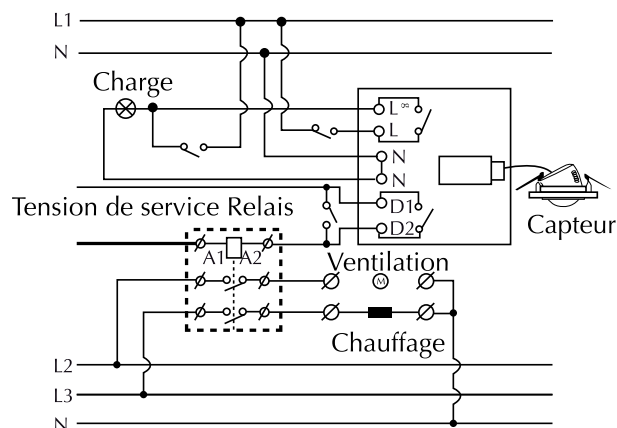 L1
N
Charge
L∞
L
N
N
Tension de service Relais
D1
D2
Capteur
A1 A2
Ventilation
M
Chauffage
L2
L3
N